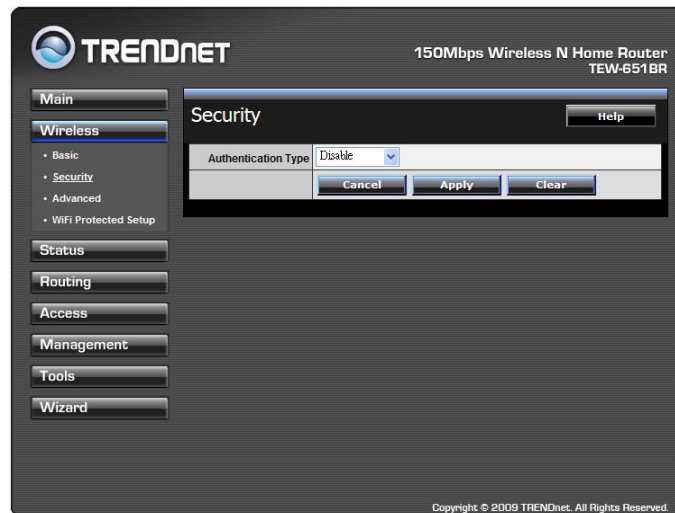 TRENDNET
150Mbps Wireless N Home Router
TEW-651BR
Main
Wireless
• Basic
• Security
• Advanced
• WiFi Protected Setup
Status
Routing
Access
Management
Tools
Wizard
Security
Help
Authentication Type Disable
Cancel Apply Clear
Copyright © 2009 TRENDnet. All Rights Reserved.